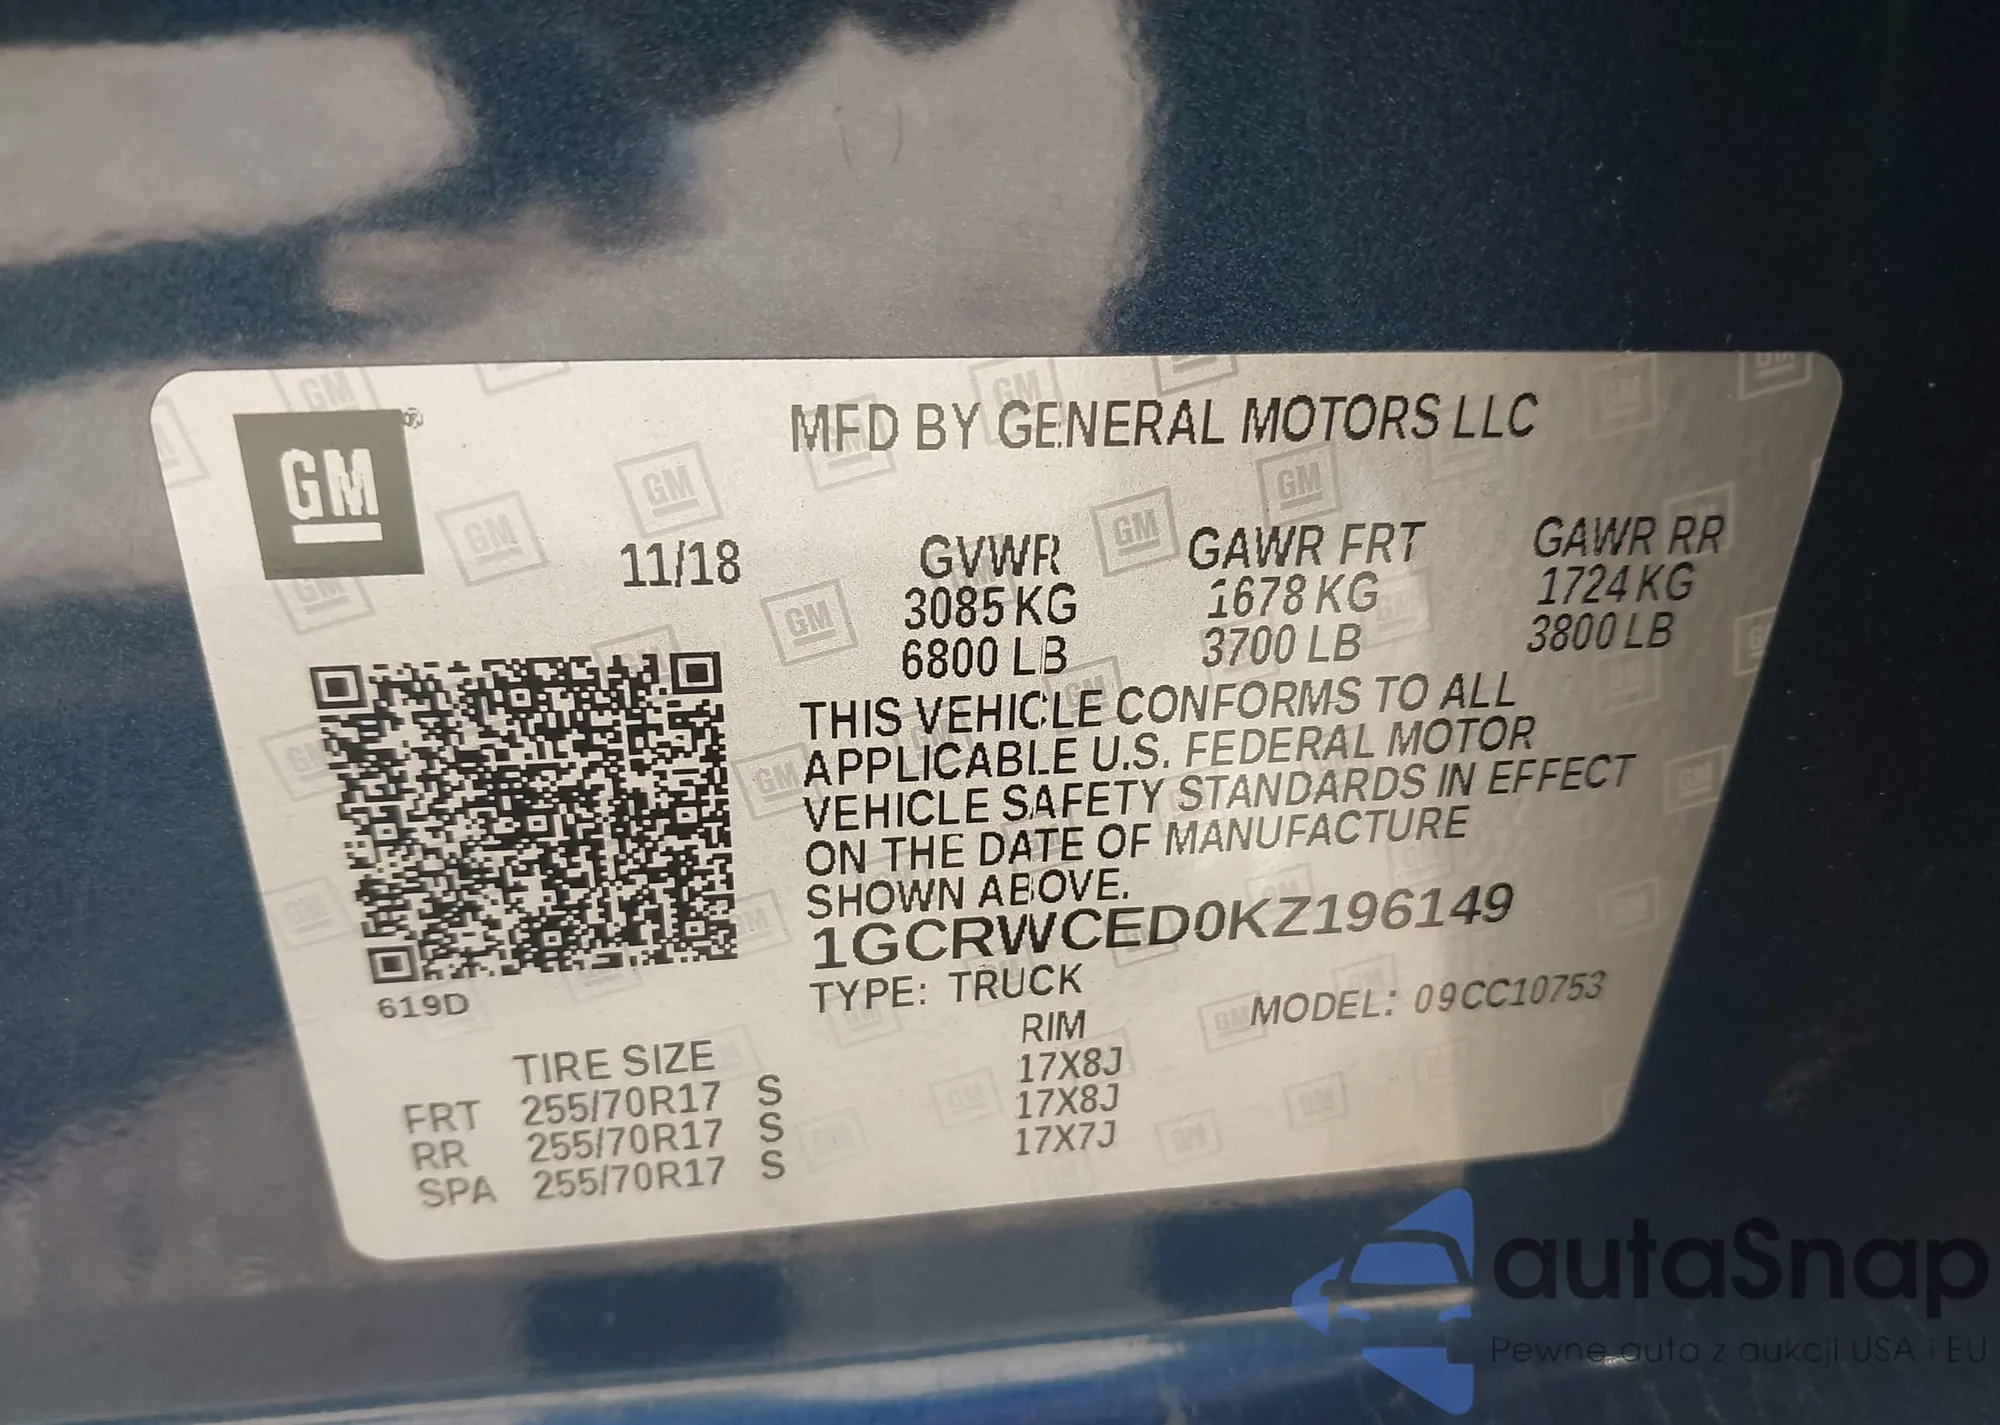 GM®
MFD BY GENERAL MOTORS LLC
11/18
GVWR GAWR FRT GAWR RR
3085 KG 1678 KG 1724 KG
6800 LB 3700 LB 3800 LB
THIS VEHICLE CONFORMS TO ALL
APPLICABLE U.S. FEDERAL MOTOR
VEHICLE SAFETY STANDARDS IN EFFECT
ON THE DATE OF MANUFACTURE
SHOWN ABOVE.
1GCRWCED0KZ196149
619D
TYPE: TRUCK MODEL: 09CC10753
TIRE SIZE RIM
FRT 255/70R17 S 17X8J
RR 255/70R17 S 17X8J
SPA 255/70R17 S 17X7J
autaSnap
Pewne auta z aukcji USA i EU